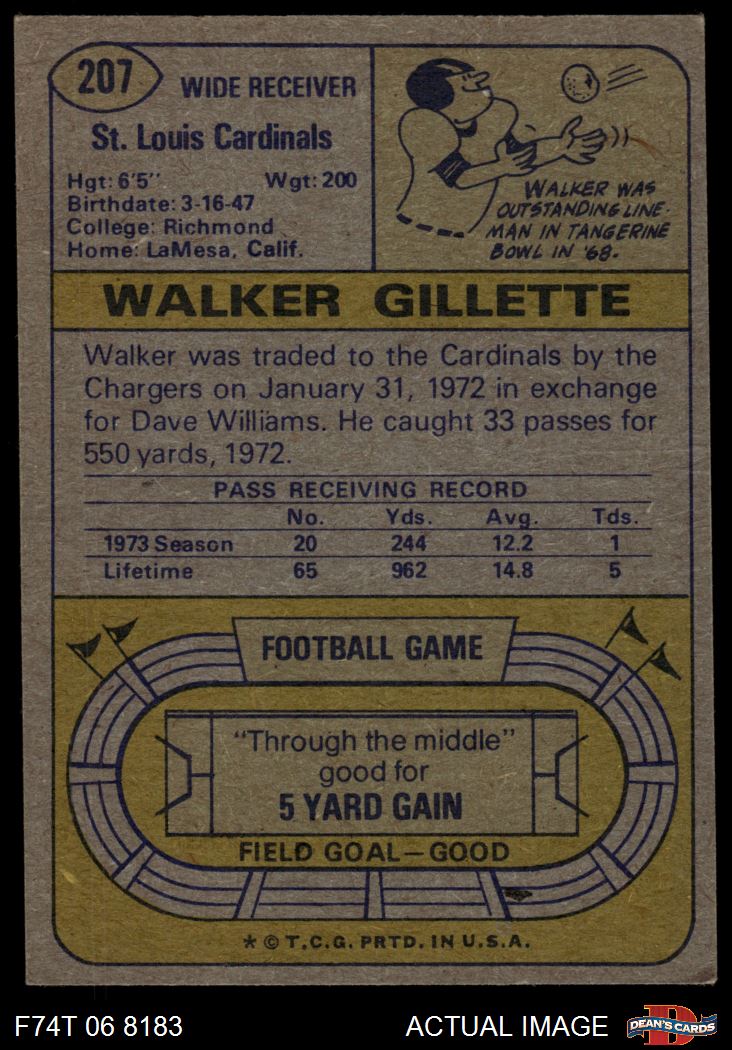 207
WIDE RECEIVER
St. Louis Cardinals
Hgt: 6'5" Wgt: 200
Birthdate: 3-16-47
College: Richmond
Home: LaMesa, Calif.
WALKER WAS
OUTSTANDING LINE-
MAN IN TANGERINE
BOWL IN '68.
WALKER GILLETTE
Walker was traded to the Cardinals by the
Chargers on January 31, 1972 in exchange
for Dave Williams. He caught 33 passes for
550 yards, 1972.
PASS RECEIVING RECORD
No. Yds. Avg. Tds.
1973 Season 20 244 12.2 1
Lifetime 65 962 14.8 5
FOOTBALL GAME
"Through the middle"
good for
5 YARD GAIN
FIELD GOAL—GOOD
* © T.C.G. PRTD. IN U.S.A.
F74T 06 8183 ACTUAL IMAGE DEAN'S CARDS